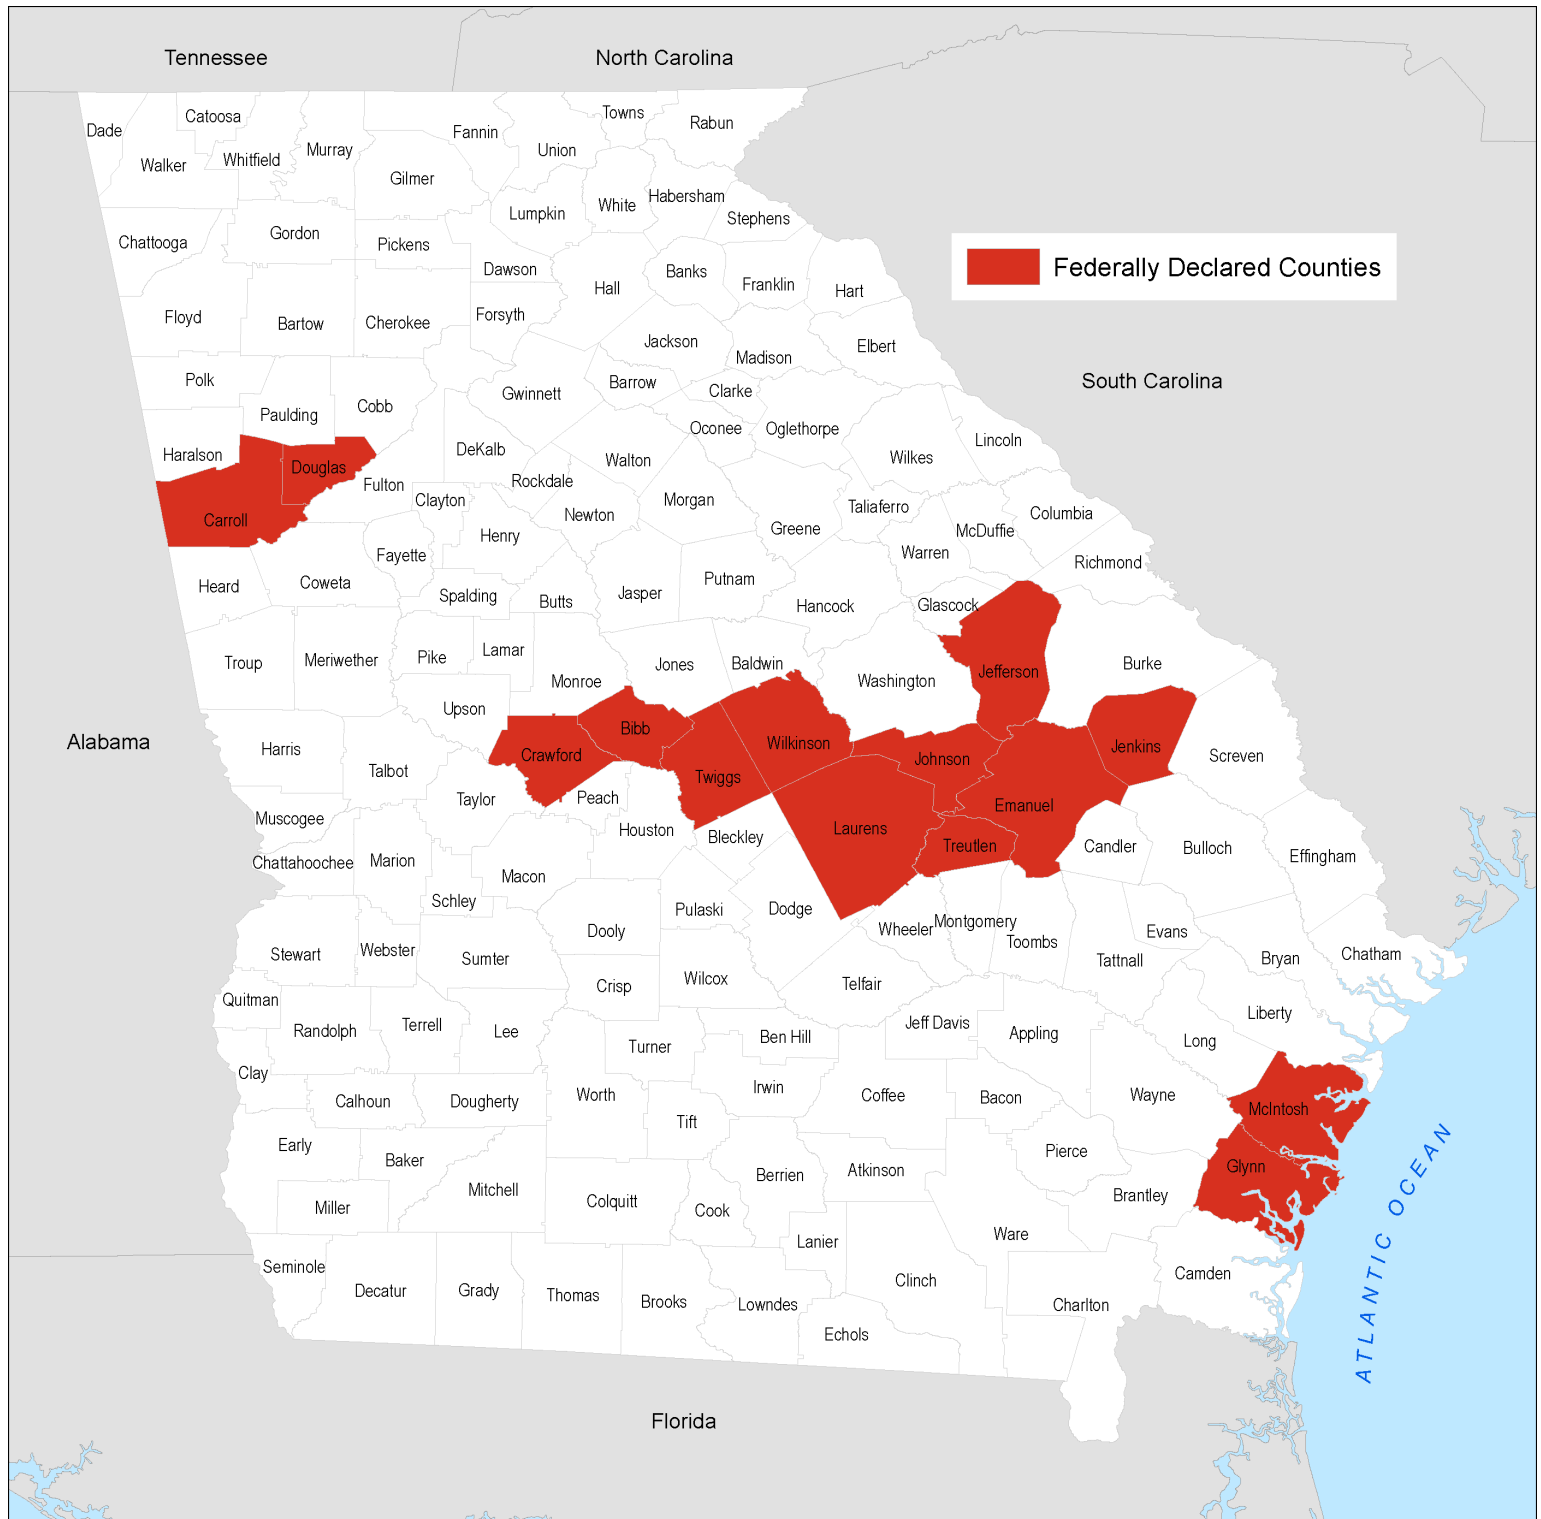 Tennessee
North Carolina
Towns
Catoosa
Rabun
Dade
Fannin
Murray
Union
Whitfield
Walker
Gilmer
Habersham
White
Lumpkin
Stephens
Gordon
Chattooga
Pickens
Dawson
Banks
Federally Declared Counties
Franklin
Hall
Hart
Forsyth
Floyd
Bartow
Cherokee
Jackson
Elbert
Madison
Polk
South Carolina
Barrow
Clarke
Gwinnett
Cobb
Paulding
Oconee
Oglethorpe
Lincoln
DeKalb
Haralson
Wilkes
Walton
Douglas
Rockdale
Fulton
Clayton
Morgan
Taliaferro
Columbia
Newton
Carroll
Greene
McDuffie
Henry
Warren
Fayette
Richmond
Putnam
Coweta
Heard
Jasper
Spalding
Butts
Glascock
Hancock
Lamar
Pike
Meriwether
Troup
Baldwin
Jones
Burke
Jefferson
Washington
Monroe
Upson
Bibb
Alabama
Wilkinson
Jenkins
Harris
Crawford
Screven
Johnson
Talbot
Twiggs
Peach
Taylor
Emanuel
Muscogee
Laurens
Houston
Bleckley
Treutlen
Candler
Bulloch
Effingham
Marion
Chattahoochee
Macon
Schley
Dodge
Pulaski
Montgomery
Wheeler
Dooly
Evans
Toombs
Webster
Stewart
Chatham
Sumter
Bryan
Tattnall
Wilcox
Telfair
Crisp
Quitman
Liberty
Jeff Davis
Terrell
Randolph
Lee
Appling
Ben Hill
Long
Turner
Clay
Irwin
Worth
Coffee
Wayne
Bacon
Calhoun
Dougherty
McIntosh
Tift
Early
Pierce
Baker
Glynn
Atkinson
Berrien
Mitchell
Brantley
Colquitt
Miller
Cook
Ware
Lanier
ATLANTIC OCEAN
Seminole
Camden
Clinch
Decatur
Grady
Thomas
Brooks
Lowndes
Charlton
Echols
Florida